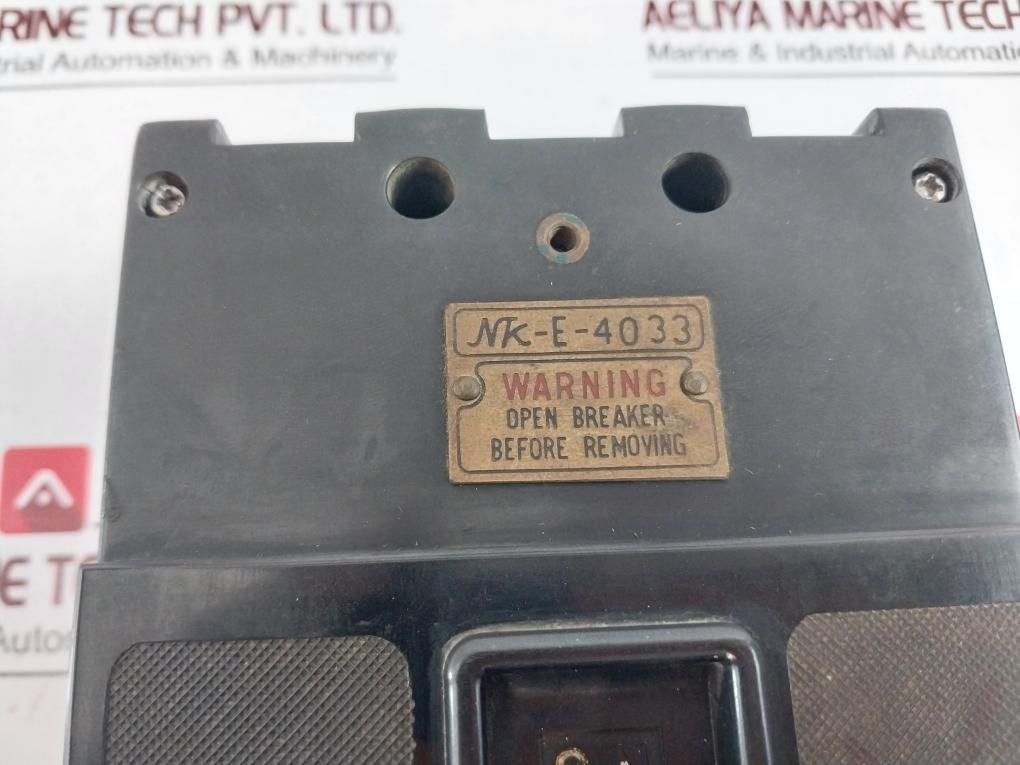 RINE TECH PVT. LTD.
rial Automation & Machinery
AELIYA MARINE TECH
Marine & Industrial Automation &
NK-E-4033
WARNING
OPEN BREAKER
BEFORE REMOVING